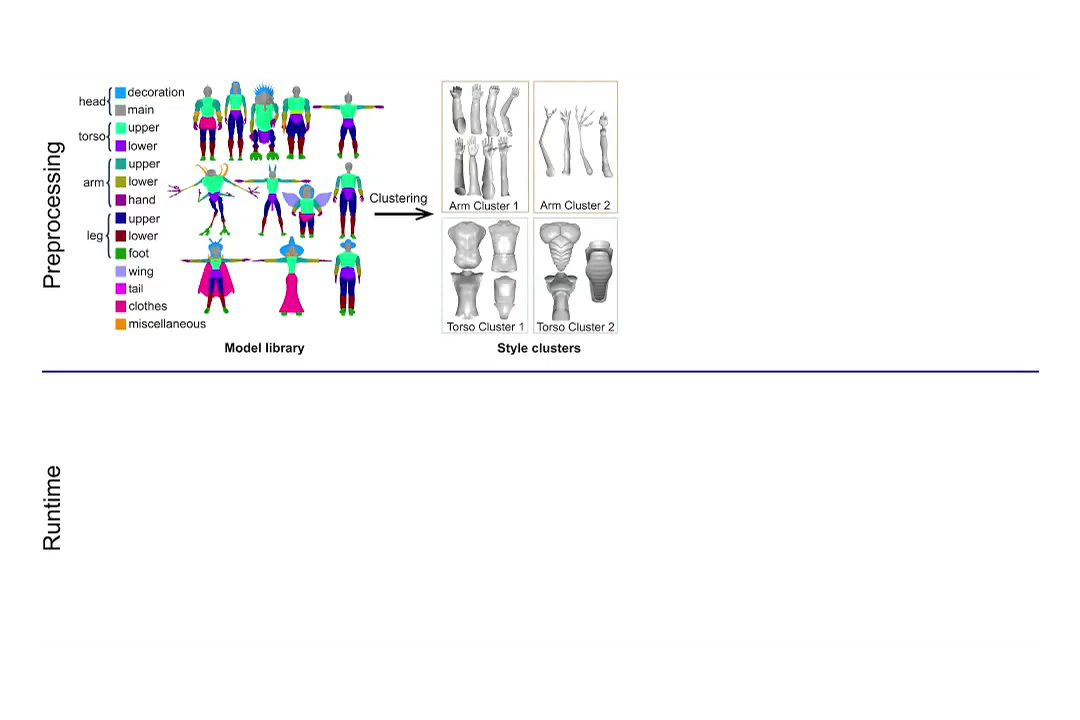 Preprocessing
head
decoration
main
torso
upper
lower
arm
upper
lower
hand
leg
upper
lower
foot
wing
tail
clothes
miscellaneous
Model library
Clustering
Arm Cluster 1
Arm Cluster 2
Torso Cluster 1
Torso Cluster 2
Style clusters
Runtime